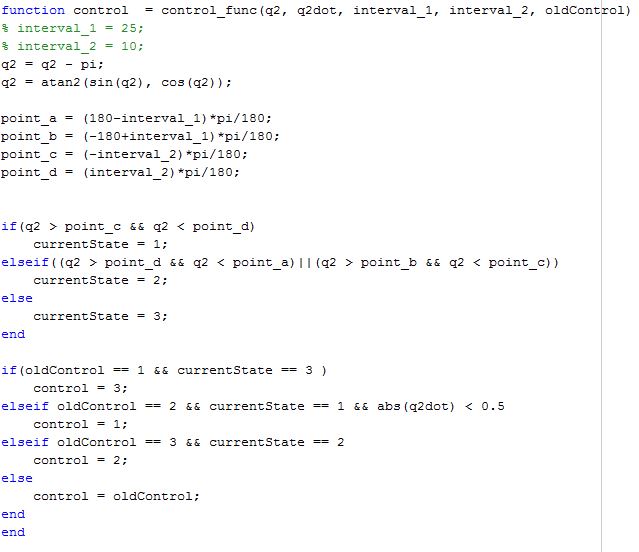 function control  = control_func(q2, q2dot, interval_1, interval_2, oldControl)
% interval_1 = 25;
% interval_2 = 10;
q2 = q2 - pi;
q2 = atan2(sin(q2), cos(q2));
point_a = (180-interval_1)*pi/180;
point_b = (-180+interval_1)*pi/180;
point_c = (-interval_2)*pi/180;
point_d = (interval_2)*pi/180;
if(q2 > point_c && q2 < point_d)
    currentState = 1;
elseif((q2 > point_d && q2 < point_a)||(q2 > point_b && q2 < point_c))
    currentState = 2;
else
    currentState = 3;
end
if(oldControl == 1 && currentState == 3 )
    control = 3;
elseif oldControl == 2 && currentState == 1 && abs(q2dot) < 0.5
    control = 1;
elseif oldControl == 3 && currentState == 2
    control = 2;
else
    control = oldControl;
end
end